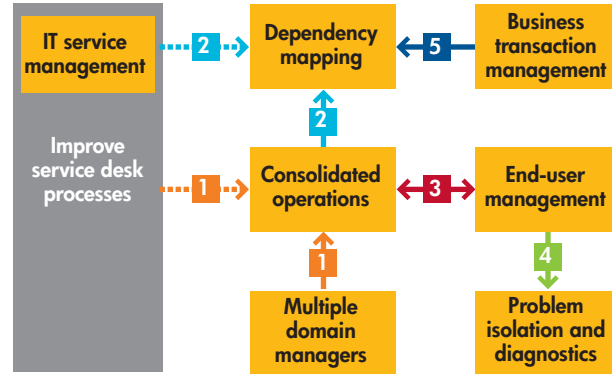 IT service
management
2
Dependency
mapping
5
Business
transaction
management
2
Improve
service desk
processes
1
Consolidated
operations
3
End-user
management
1
4
Multiple
domain
managers
Problem
isolation and
diagnostics